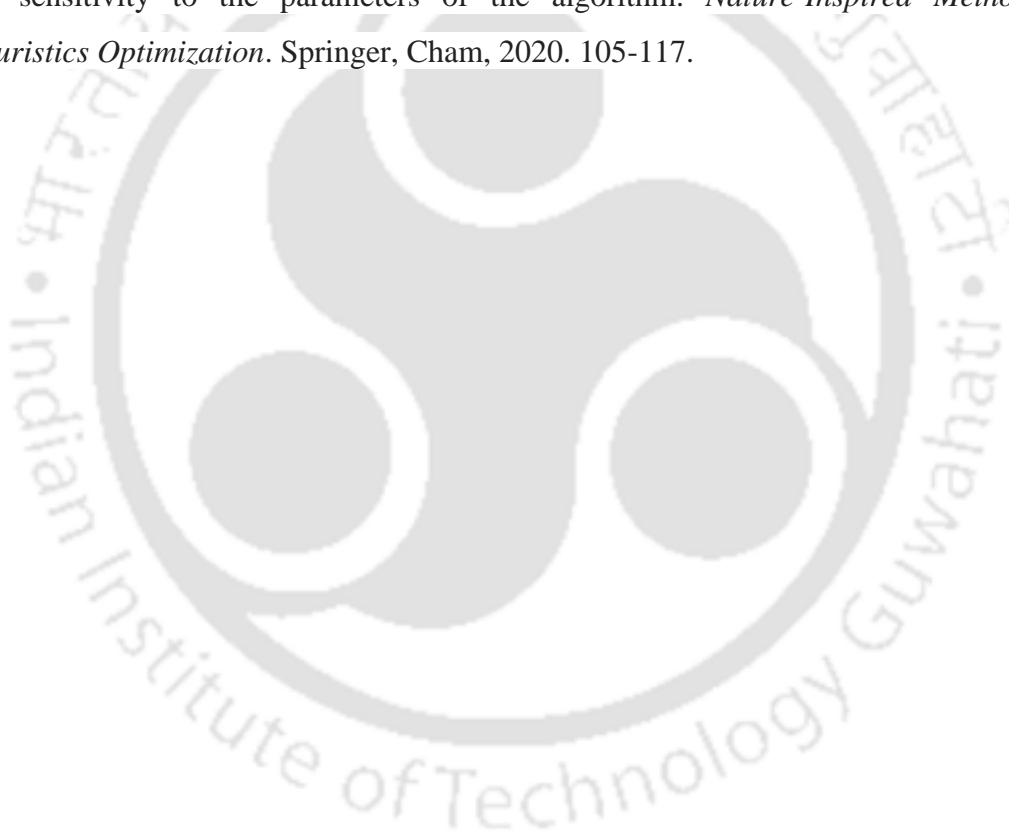 sensitivity to the parameters of the algorithm. Nature-Inspired
Optimization. Springer, Cham, 2020. 105-117.
• Indian Institute of Technology Guwahati •